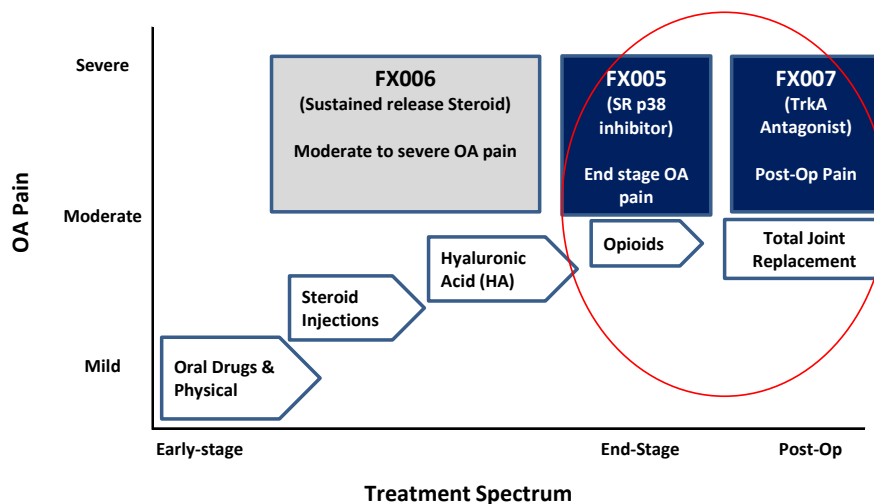 Severe
FX006
(Sustained release Steroid)
Moderate to severe OA pain
FX005
(SR p38
inhibitor)
End stage OA
pain
FX007
(TrkA
Antagonist)
Post-Op Pain
OA Pain
Moderate
Opioids
Total Joint
Replacement
Hyaluronic
Acid (HA)
Steroid
Injections
Mild
Oral Drugs &
Physical
Early-stage
End-Stage
Post-Op
Treatment Spectrum